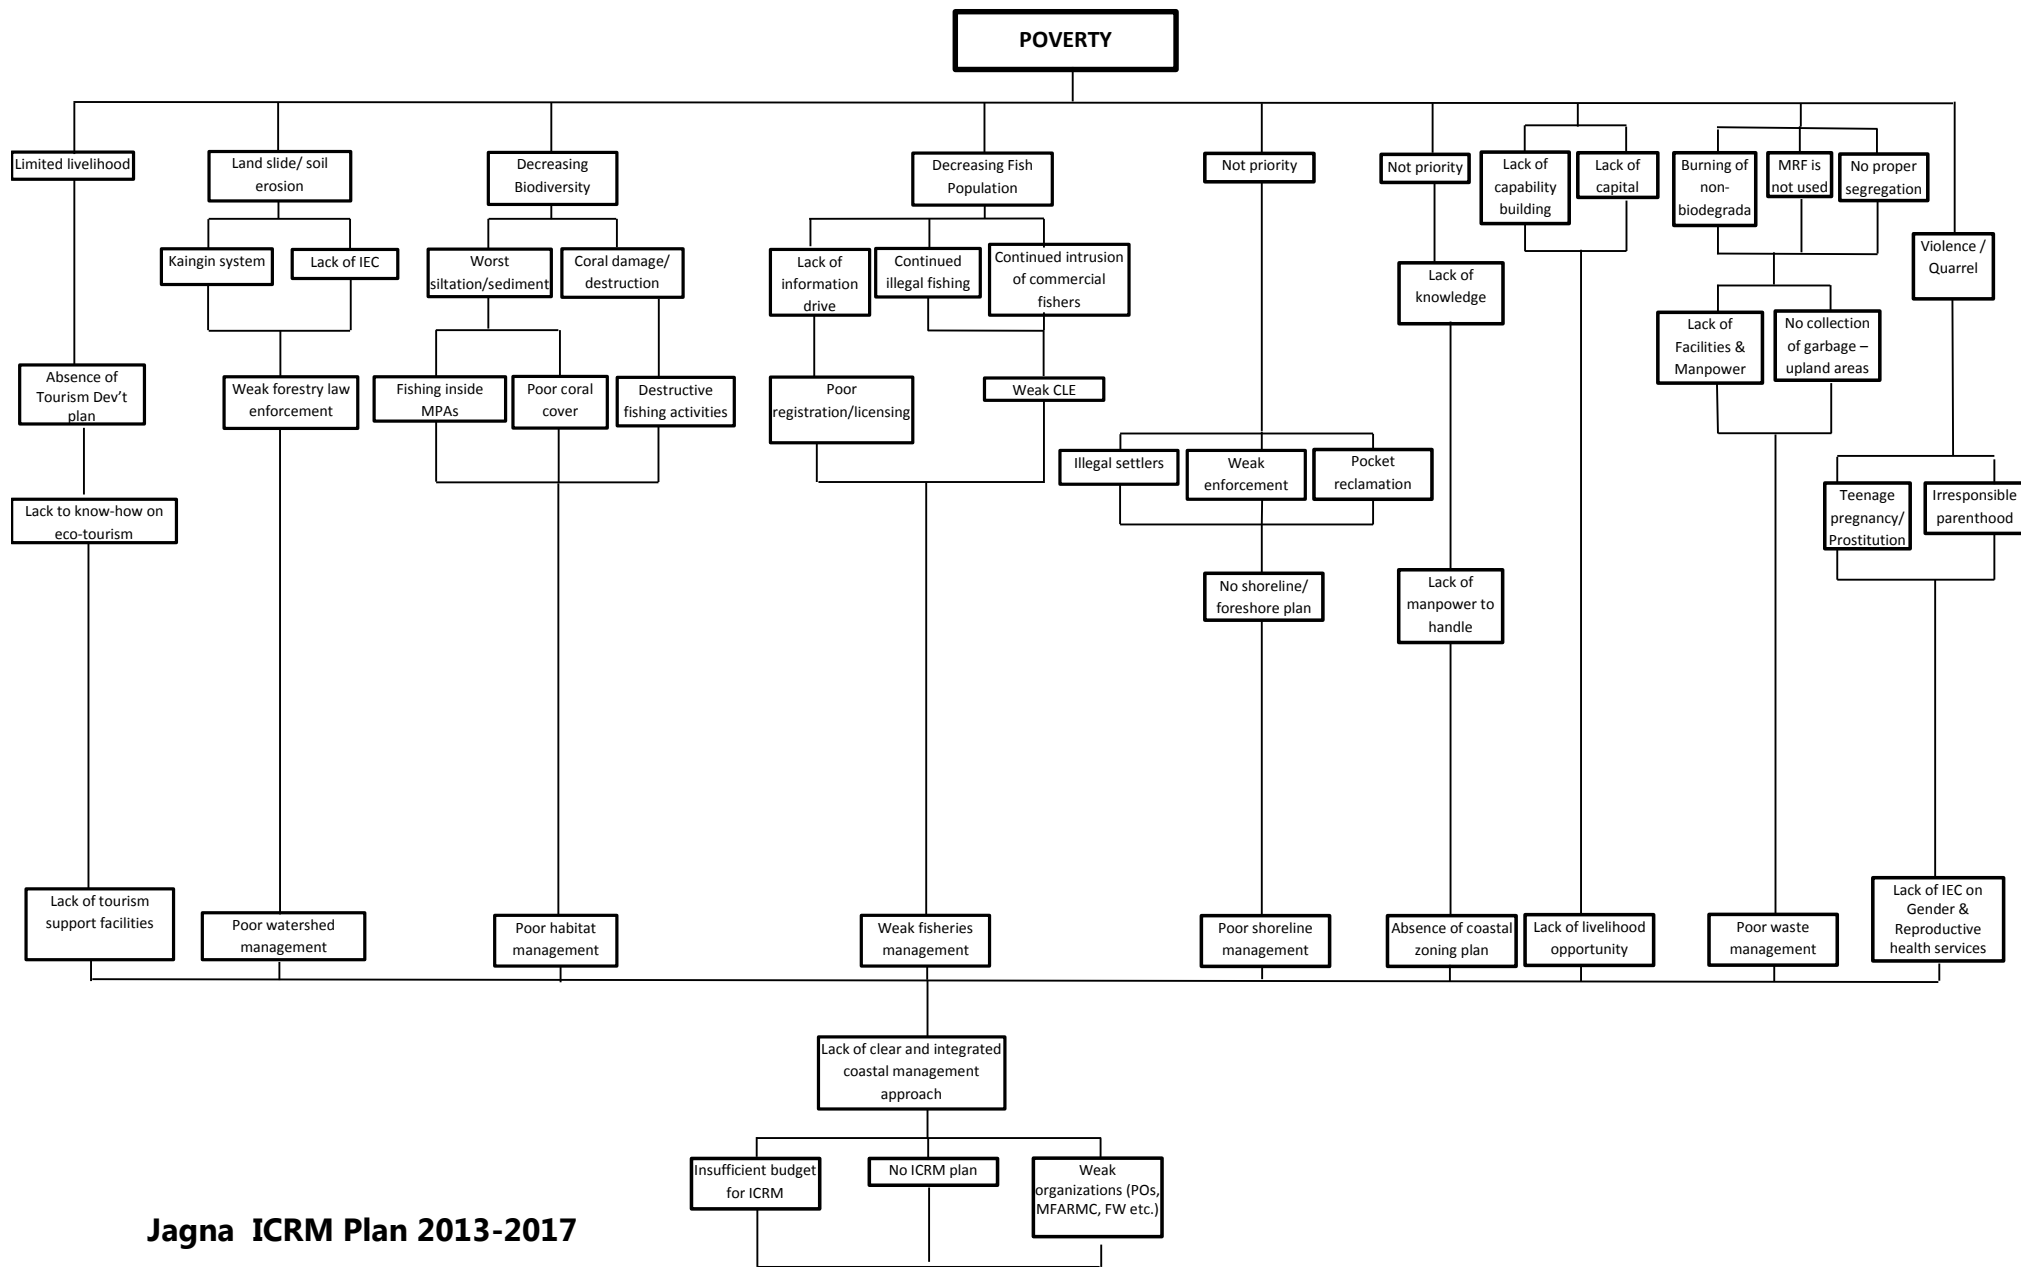 POVERTY
Limited livelihood
Land slide/ soil
erosion
Decreasing
Biodiversity
Decreasing Fish
Population
Not priority
Not priority
Lack of
capability
building
Lack of
capital
Burning of
non-
biodegrada
MRF is
not used
No proper
segregation
Kaingin system
Lack of IEC
Worst
siltation/sediment
Coral damage/
destruction
Lack of
information
drive
Continued
illegal fishing
Continued intrusion
of commercial
fishers
Lack of
knowledge
Violence /
Quarrel
Lack of
Facilities &
Manpower
No collection
of garbage –
upland areas
Absence of
Tourism Dev’t
plan
Weak forestry law
enforcement
Fishing inside
MPAs
Poor coral
cover
Destructive
fishing activities
Poor
registration/licensing
Weak CLE
Illegal settlers
Weak
enforcement
Pocket
reclamation
Teenage
pregnancy/
Prostitution
Irresponsible
parenthood
Lack to know-how on
eco-tourism
No shoreline/
foreshore plan
Lack of
manpower to
handle
Lack of tourism
support facilities
Poor watershed
management
Poor habitat
management
Weak fisheries
management
Poor shoreline
management
Absence of coastal
zoning plan
Lack of livelihood
opportunity
Poor waste
management
Lack of IEC on
Gender &
Reproductive
health services
Lack of clear and integrated
coastal management
approach
Insufficient budget
for ICRM
No ICRM plan
Weak
organizations (POs,
MFARMC, FW etc.)
Jagna ICRM Plan 2013-2017